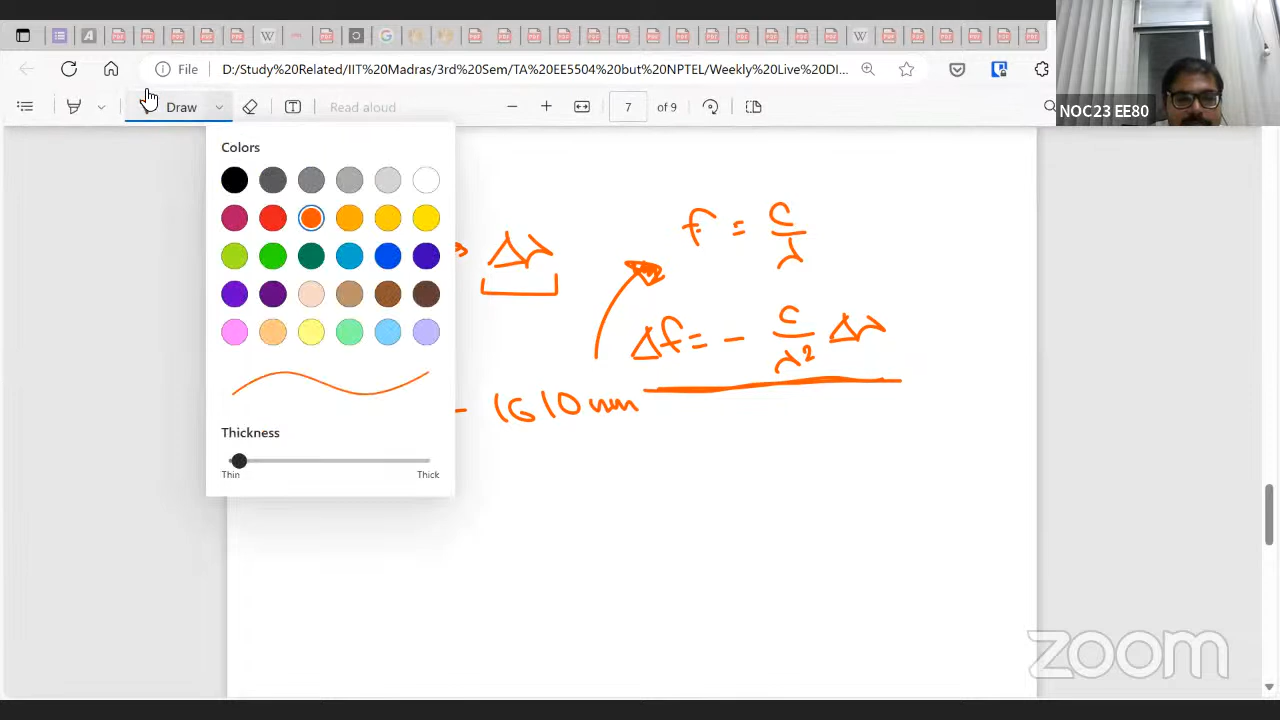 File D:/Study%20Related/IIT%20Madras/3rd%20Sem/TA%20EE5504%20but%20NPTEL/Weekly%20Live%20DI...
Draw
Read aloud
7 of 9
NOC23 EE80
Colors
f = c/λ
Δλ
Δf = - c/λ² Δλ
- 1610 nm
Thickness
Thin Thick
zoom